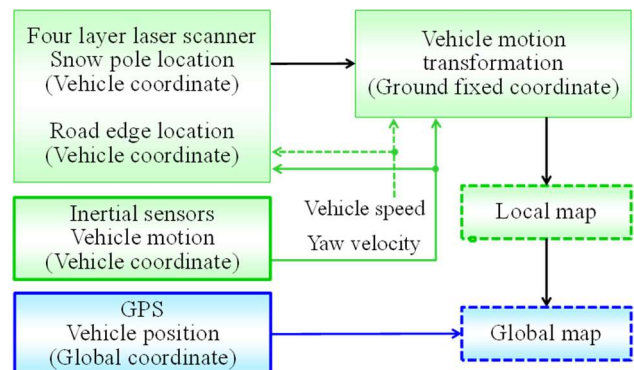 Four layer laser scanner
Snow pole location
(Vehicle coordinate)
Road edge location
(Vehicle coordinate)
Vehicle motion
transformation
(Ground fixed coordinate)
Vehicle speed
Yaw velocity
Inertial sensors
Vehicle motion
(Vehicle coordinate)
Local map
GPS
Vehicle position
(Global coordinate)
Global map